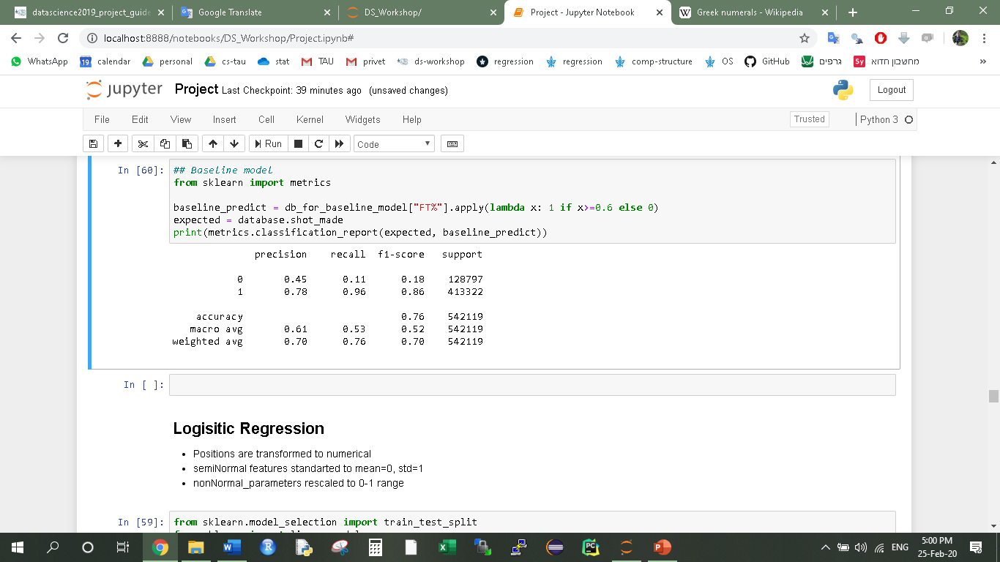 datascience2019_project_guide
Google Translate
DS_Workshop/
Project - Jupyter Notebook
Greek numerals - Wikipedia
localhost:8888/notebooks/DS_Workshop/Project.ipynb#
WhatsApp
19 calendar
personal
cs-tau
stat
TAU
privet
ds-workshop
regression
regression
comp-structure
OS
GitHub
גרפים
Sy מחשבון חדוא
»
jupyter Project Last Checkpoint: 39 minutes ago (unsaved changes)
Logout
File Edit View Insert Cell Kernel Widgets Help
Trusted
Python 3
Run
Code
In [60]: ## Baseline model
from sklearn import metrics
baseline_predict = db_for_baseline_model["FT%"].apply(lambda x: 1 if x>=0.6 else 0)
expected = database.shot_made
print(metrics.classification_report(expected, baseline_predict))
precision recall f1-score support
0 0.45 0.11 0.18 128797
1 0.78 0.96 0.86 413322
accuracy 0.76 542119
macro avg 0.61 0.53 0.52 542119
weighted avg 0.70 0.76 0.70 542119
In [ ]:
Logisitic Regression
• Positions are transformed to numerical
• semiNormal features standarted to mean=0, std=1
• nonNormal_parameters rescaled to 0-1 range
In [59]: from sklearn.model_selection import train_test_split
ENG
5:00 PM
25-Feb-20